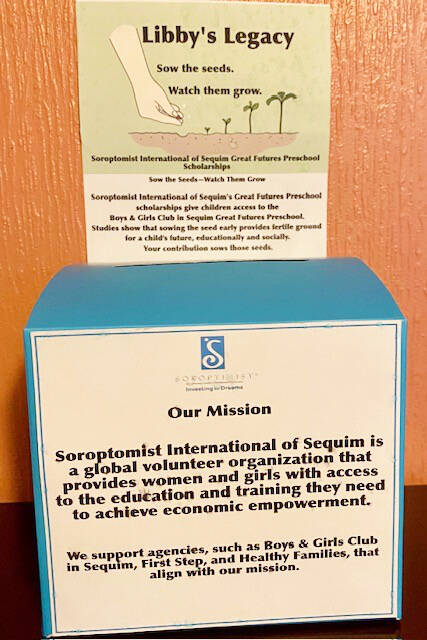 Libby's Legacy
Sow the seeds.
Watch them grow.
Soroptomist International of Sequim Great Futures Preschool
Scholarships
Sow the Seeds—Watch Them Grow
Soroptomist International of Sequim's Great Futures Preschool
scholarships give children access to the
Boys & Girls Club in Sequim Great Futures Preschool.
Studies show that sowing the seed early provides fertile ground
for a child's future, educationally and socially.
Your contribution sows those seeds.
S
SOROPTIMIST®
Investing in Dreams
Our Mission
Soroptomist International of Sequim is
a global volunteer organization that
provides women and girls with access
to the education and training they need
to achieve economic empowerment.
We support agencies, such as Boys & Girls Club
in Sequim, First Step, and Healthy Families, that
align with our mission.